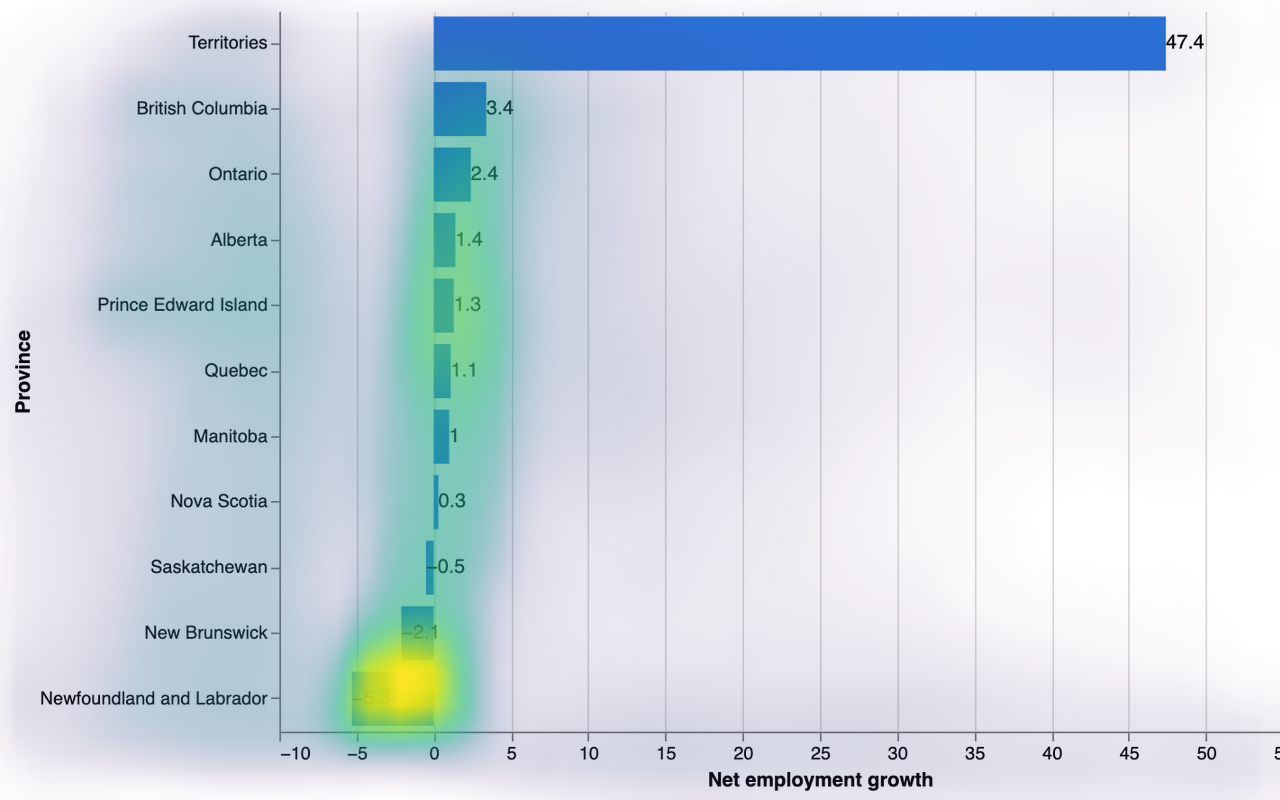 Territories 47.4
British Columbia 3.4
Ontario 2.4
Alberta 1.4
Prince Edward Island 1.3
Quebec 1.1
Manitoba 1
Nova Scotia 0.3
Saskatchewan −0.5
New Brunswick −2.1
Newfoundland and Labrador −5.3
Province
−10 −5 0 5 10 15 20 25 30 35 40 45 50
Net employment growth